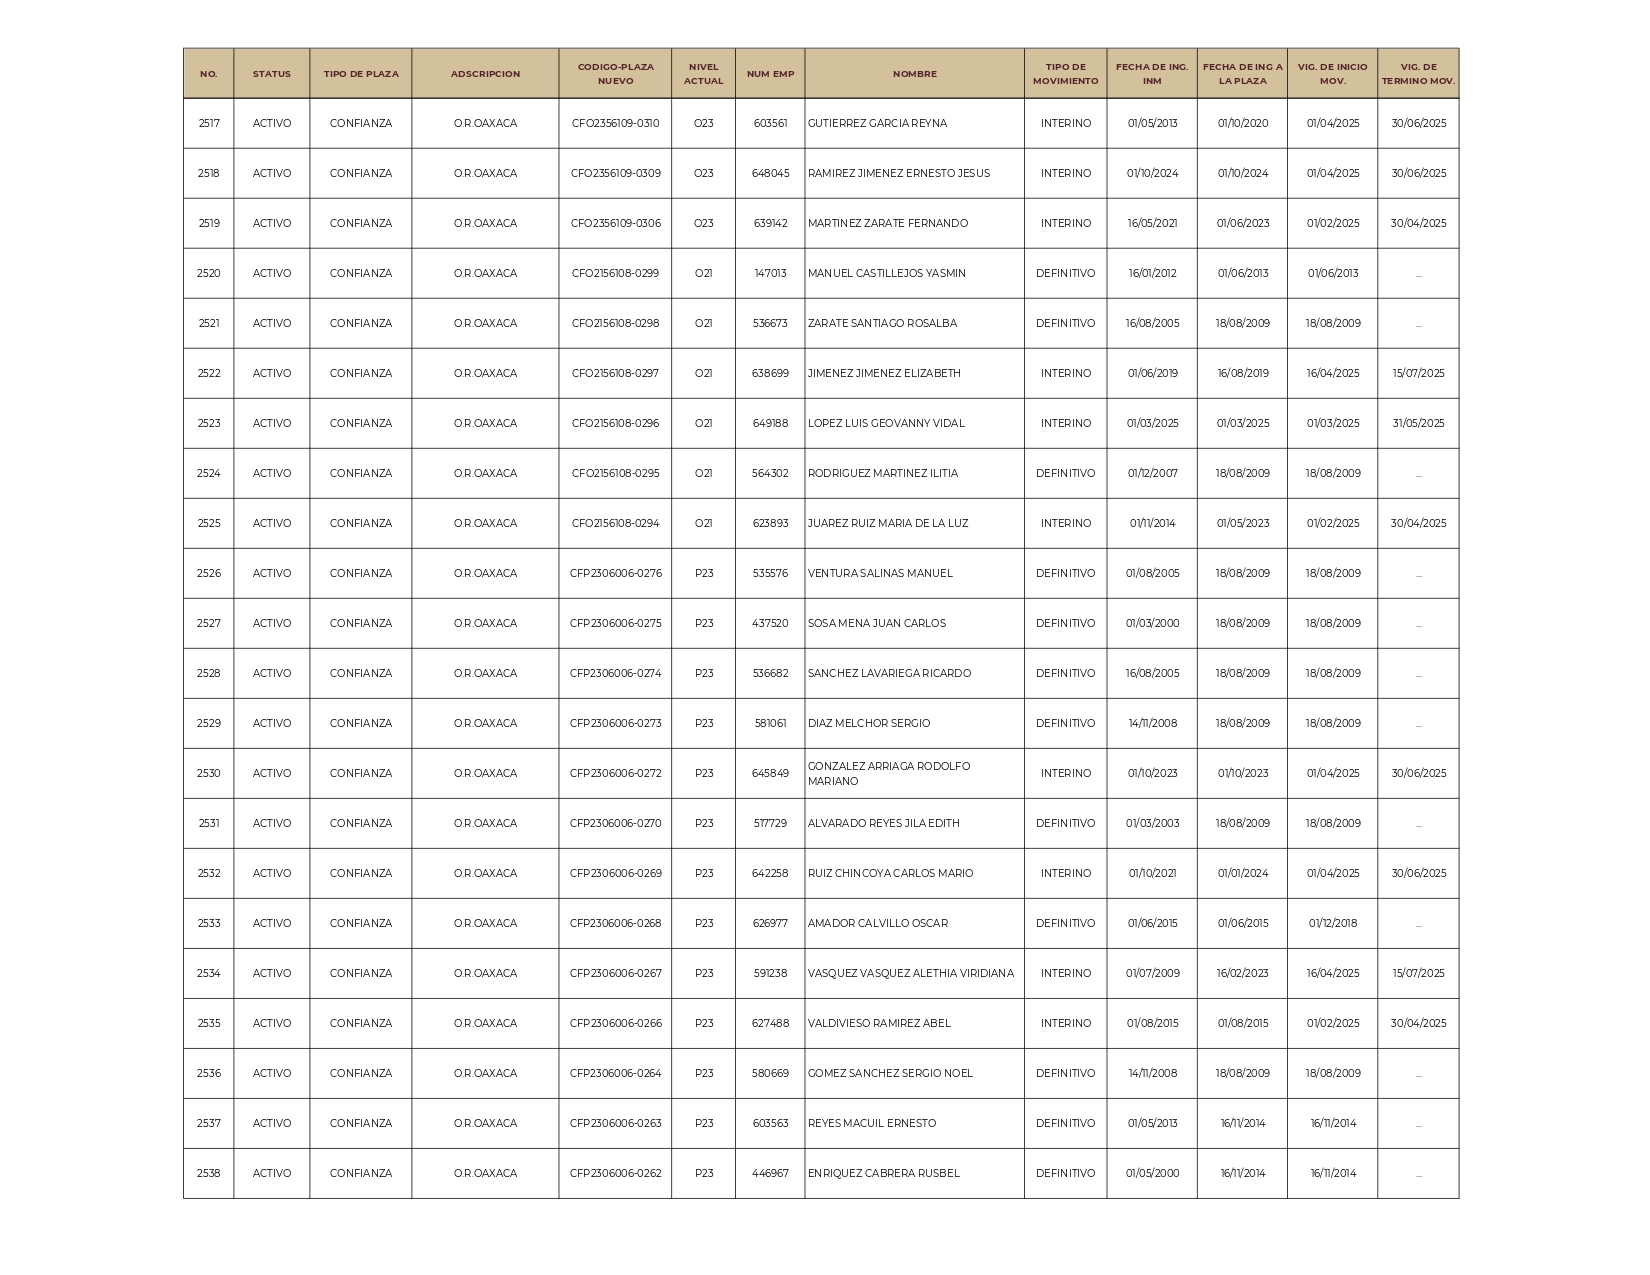 NO. STATUS TIPO DE PLAZA ADSCRIPCION CODIGO-PLAZA NUEVO NIVEL ACTUAL NUM EMP NOMBRE TIPO DE MOVIMIENTO FECHA DE ING. INM FECHA DE ING A LA PLAZA VIG. DE INICIO MOV. VIG. DE TERMINO MOV.
2517 ACTIVO CONFIANZA O.R.OAXACA CFO2356109-0310 O23 603561 GUTIERREZ GARCIA REYNA INTERINO 01/05/2013 01/10/2020 01/04/2025 30/06/2025
2518 ACTIVO CONFIANZA O.R.OAXACA CFO2356109-0309 O23 648045 RAMIREZ JIMENEZ ERNESTO JESUS INTERINO 01/10/2024 01/10/2024 01/04/2025 30/06/2025
2519 ACTIVO CONFIANZA O.R.OAXACA CFO2356109-0306 O23 639142 MARTINEZ ZARATE FERNANDO INTERINO 16/05/2021 01/06/2023 01/02/2025 30/04/2025
2520 ACTIVO CONFIANZA O.R.OAXACA CFO2156108-0299 O21 147013 MANUEL CASTILLEJOS YASMIN DEFINITIVO 16/01/2012 01/06/2013 01/06/2013 ...
2521 ACTIVO CONFIANZA O.R.OAXACA CFO2156108-0298 O21 536673 ZARATE SANTIAGO ROSALBA DEFINITIVO 16/08/2005 18/08/2009 18/08/2009 ...
2522 ACTIVO CONFIANZA O.R.OAXACA CFO2156108-0297 O21 638699 JIMENEZ JIMENEZ ELIZABETH INTERINO 01/06/2019 16/08/2019 16/04/2025 15/07/2025
2523 ACTIVO CONFIANZA O.R.OAXACA CFO2156108-0296 O21 649188 LOPEZ LUIS GEOVANNY VIDAL INTERINO 01/03/2025 01/03/2025 01/03/2025 31/05/2025
2524 ACTIVO CONFIANZA O.R.OAXACA CFO2156108-0295 O21 564302 RODRIGUEZ MARTINEZ ILITIA DEFINITIVO 01/12/2007 18/08/2009 18/08/2009 ...
2525 ACTIVO CONFIANZA O.R.OAXACA CFO2156108-0294 O21 623893 JUAREZ RUIZ MARIA DE LA LUZ INTERINO 01/11/2014 01/05/2023 01/02/2025 30/04/2025
2526 ACTIVO CONFIANZA O.R.OAXACA CFP2306006-0276 P23 535576 VENTURA SALINAS MANUEL DEFINITIVO 01/08/2005 18/08/2009 18/08/2009 ...
2527 ACTIVO CONFIANZA O.R.OAXACA CFP2306006-0275 P23 437520 SOSA MENA JUAN CARLOS DEFINITIVO 01/03/2000 18/08/2009 18/08/2009 ...
2528 ACTIVO CONFIANZA O.R.OAXACA CFP2306006-0274 P23 536682 SANCHEZ LAVARIEGA RICARDO DEFINITIVO 16/08/2005 18/08/2009 18/08/2009 ...
2529 ACTIVO CONFIANZA O.R.OAXACA CFP2306006-0273 P23 581061 DIAZ MELCHOR SERGIO DEFINITIVO 14/11/2008 18/08/2009 18/08/2009 ...
2530 ACTIVO CONFIANZA O.R.OAXACA CFP2306006-0272 P23 645849 GONZALEZ ARRIAGA RODOLFO MARIANO INTERINO 01/10/2023 01/10/2023 01/04/2025 30/06/2025
2531 ACTIVO CONFIANZA O.R.OAXACA CFP2306006-0270 P23 517729 ALVARADO REYES JILA EDITH DEFINITIVO 01/03/2003 18/08/2009 18/08/2009 ...
2532 ACTIVO CONFIANZA O.R.OAXACA CFP2306006-0269 P23 642258 RUIZ CHINCOYA CARLOS MARIO INTERINO 01/10/2021 01/01/2024 01/04/2025 30/06/2025
2533 ACTIVO CONFIANZA O.R.OAXACA CFP2306006-0268 P23 626977 AMADOR CALVILLO OSCAR DEFINITIVO 01/06/2015 01/06/2015 01/12/2018 ...
2534 ACTIVO CONFIANZA O.R.OAXACA CFP2306006-0267 P23 591238 VASQUEZ VASQUEZ ALETHIA VIRIDIANA INTERINO 01/07/2009 16/02/2023 16/04/2025 15/07/2025
2535 ACTIVO CONFIANZA O.R.OAXACA CFP2306006-0266 P23 627488 VALDIVIESO RAMIREZ ABEL INTERINO 01/08/2015 01/08/2015 01/02/2025 30/04/2025
2536 ACTIVO CONFIANZA O.R.OAXACA CFP2306006-0264 P23 580669 GOMEZ SANCHEZ SERGIO NOEL DEFINITIVO 14/11/2008 18/08/2009 18/08/2009 ...
2537 ACTIVO CONFIANZA O.R.OAXACA CFP2306006-0263 P23 603563 REYES MACUIL ERNESTO DEFINITIVO 01/05/2013 16/11/2014 16/11/2014 ...
2538 ACTIVO CONFIANZA O.R.OAXACA CFP2306006-0262 P23 446967 ENRIQUEZ CABRERA RUSBEL DEFINITIVO 01/05/2000 16/11/2014 16/11/2014 ...